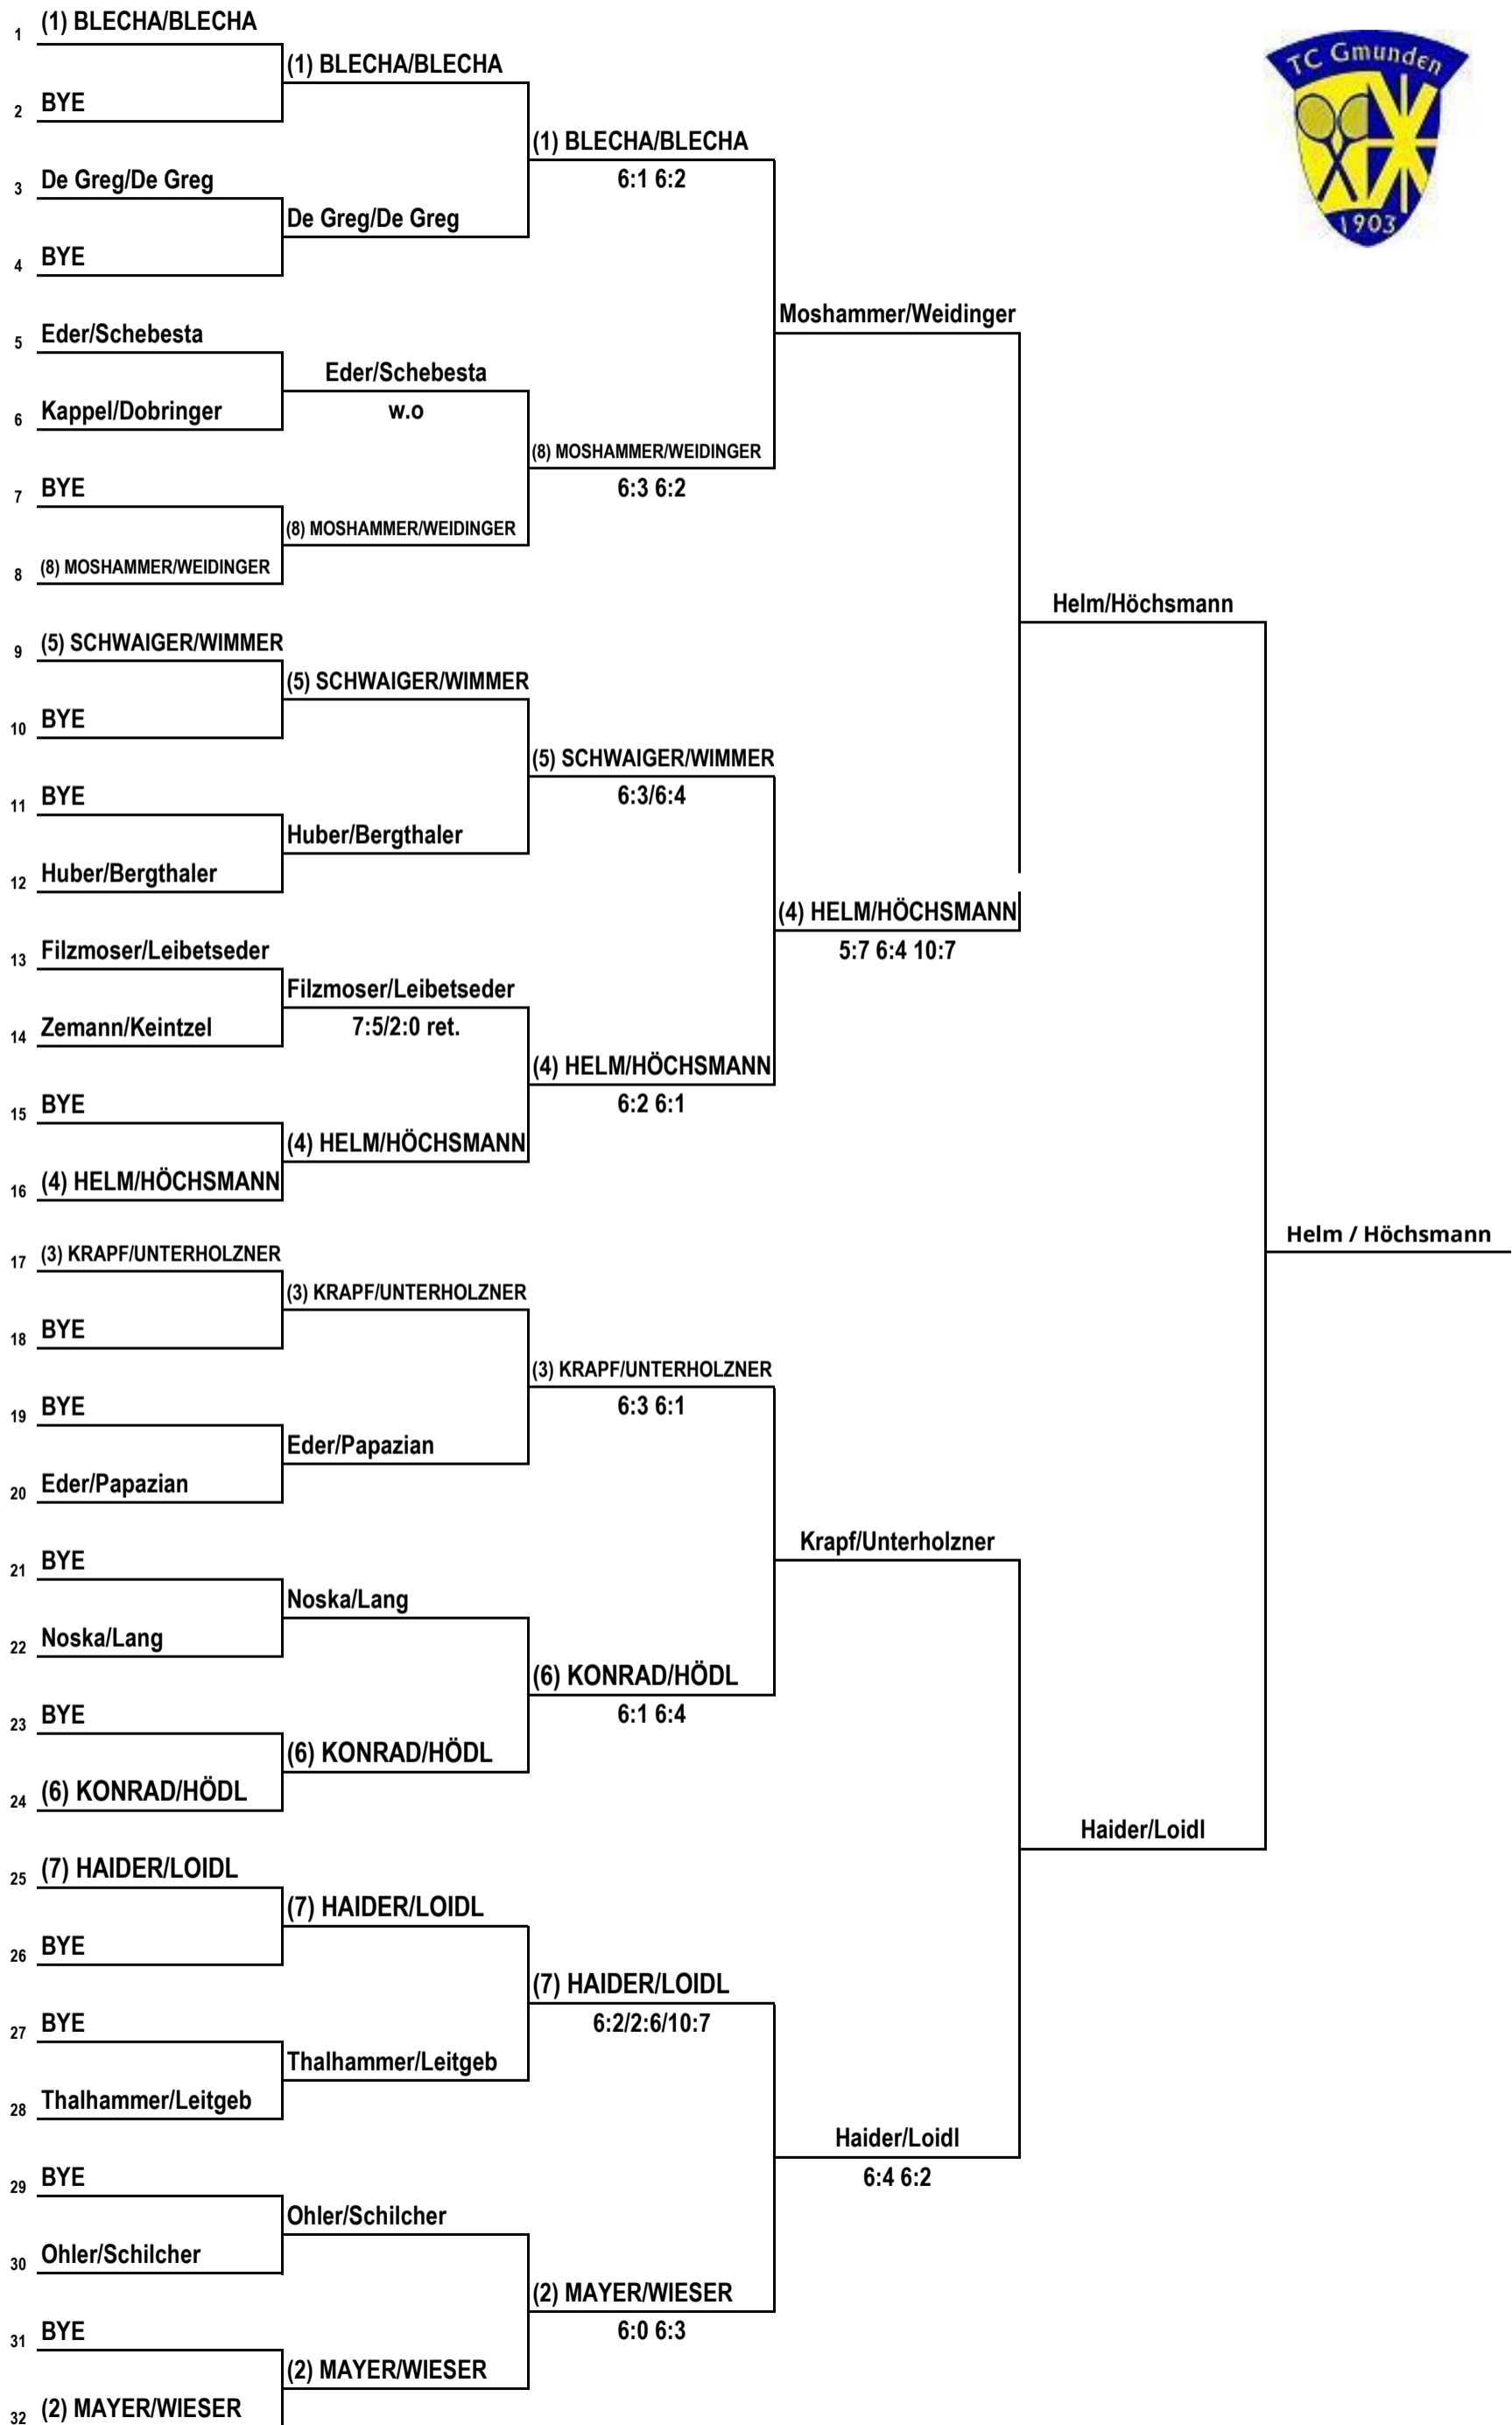 1 (1) BLECHA/BLECHA
(1) BLECHA/BLECHA
2 BYE
(1) BLECHA/BLECHA
6:1 6:2
3 De Greg/De Greg
De Greg/De Greg
4 BYE
Moshammer/Weidinger
5 Eder/Schebesta
Eder/Schebesta
w.o
6 Kappel/Dobringer
(8) MOSHAMMER/WEIDINGER
6:3 6:2
7 BYE
(8) MOSHAMMER/WEIDINGER
8 (8) MOSHAMMER/WEIDINGER
Helm/Höchsmann
9 (5) SCHWAIGER/WIMMER
(5) SCHWAIGER/WIMMER
10 BYE
(5) SCHWAIGER/WIMMER
6:3/6:4
11 BYE
Huber/Bergthaler
12 Huber/Bergthaler
(4) HELM/HÖCHSMANN
5:7 6:4 10:7
13 Filzmoser/Leibetseder
Filzmoser/Leibetseder
7:5/2:0 ret.
14 Zemann/Keintzel
(4) HELM/HÖCHSMANN
6:2 6:1
15 BYE
(4) HELM/HÖCHSMANN
16 (4) HELM/HÖCHSMANN
Helm / Höchsmann
17 (3) KRAPF/UNTERHOLZNER
(3) KRAPF/UNTERHOLZNER
18 BYE
(3) KRAPF/UNTERHOLZNER
6:3 6:1
19 BYE
Eder/Papazian
20 Eder/Papazian
Krapf/Unterholzner
21 BYE
Noska/Lang
22 Noska/Lang
(6) KONRAD/HÖDL
6:1 6:4
23 BYE
(6) KONRAD/HÖDL
24 (6) KONRAD/HÖDL
Haider/Loidl
25 (7) HAIDER/LOIDL
(7) HAIDER/LOIDL
26 BYE
(7) HAIDER/LOIDL
6:2/2:6/10:7
27 BYE
Thalhammer/Leitgeb
28 Thalhammer/Leitgeb
Haider/Loidl
6:4 6:2
29 BYE
Ohler/Schilcher
30 Ohler/Schilcher
(2) MAYER/WIESER
6:0 6:3
31 BYE
(2) MAYER/WIESER
32 (2) MAYER/WIESER
TC Gmunden
1903